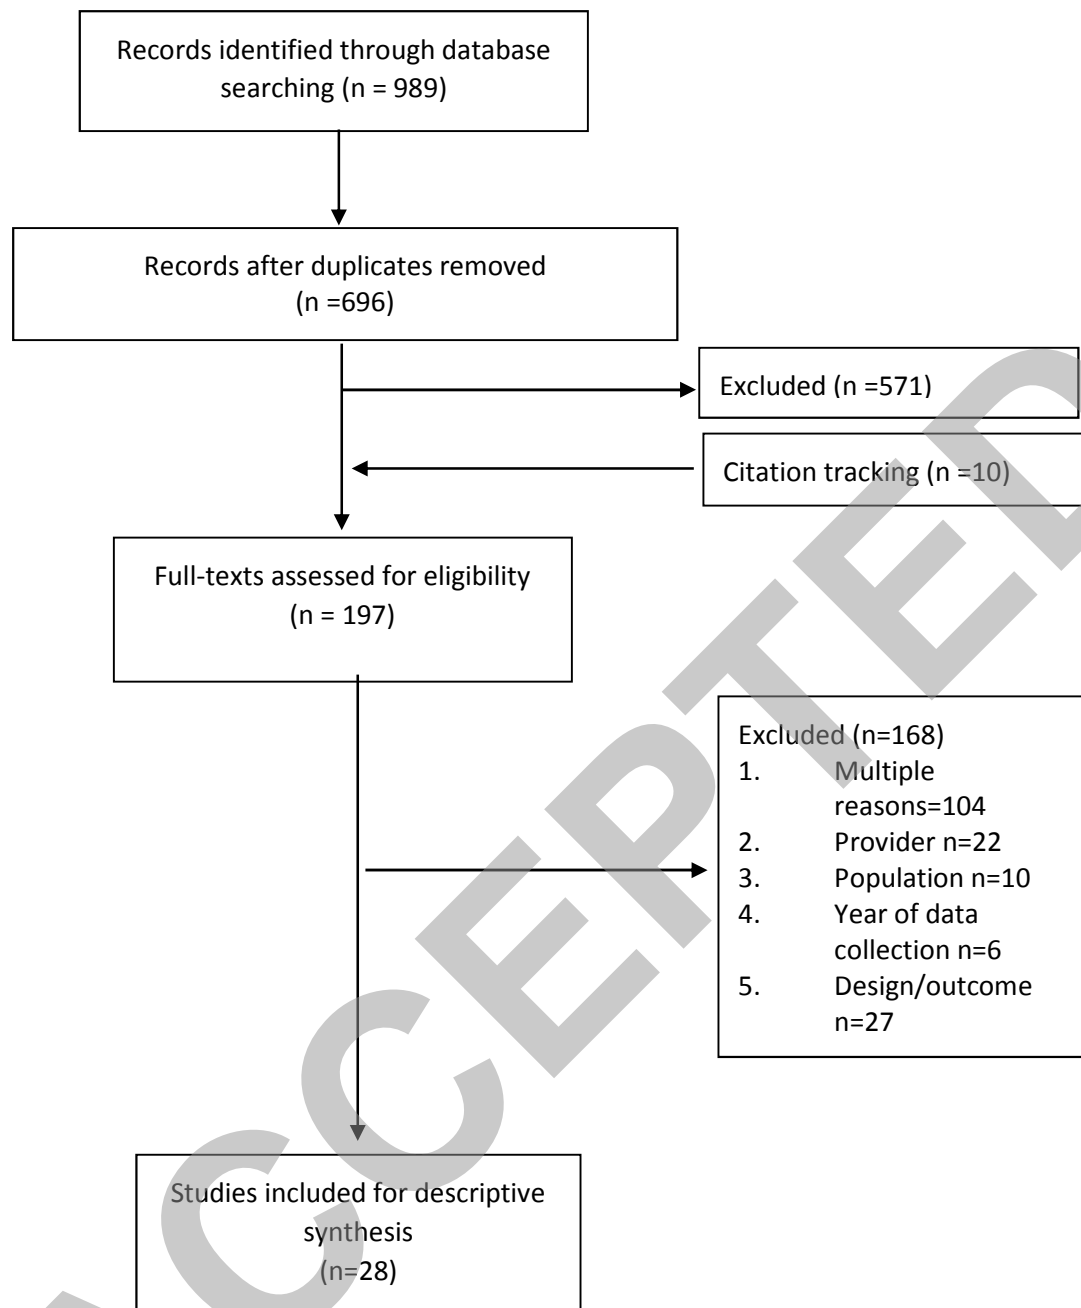 Records identified through database
searching (n = 989)
Records after duplicates removed
(n =696)
Excluded (n =571)
Citation tracking (n =10)
Full-texts assessed for eligibility
(n = 197)
Excluded (n=168)
1. Multiple
reasons=104
2. Provider n=22
3. Population n=10
4. Year of data
collection n=6
5. Design/outcome
n=27
Studies included for descriptive
synthesis
(n=28)
ACCEPTED